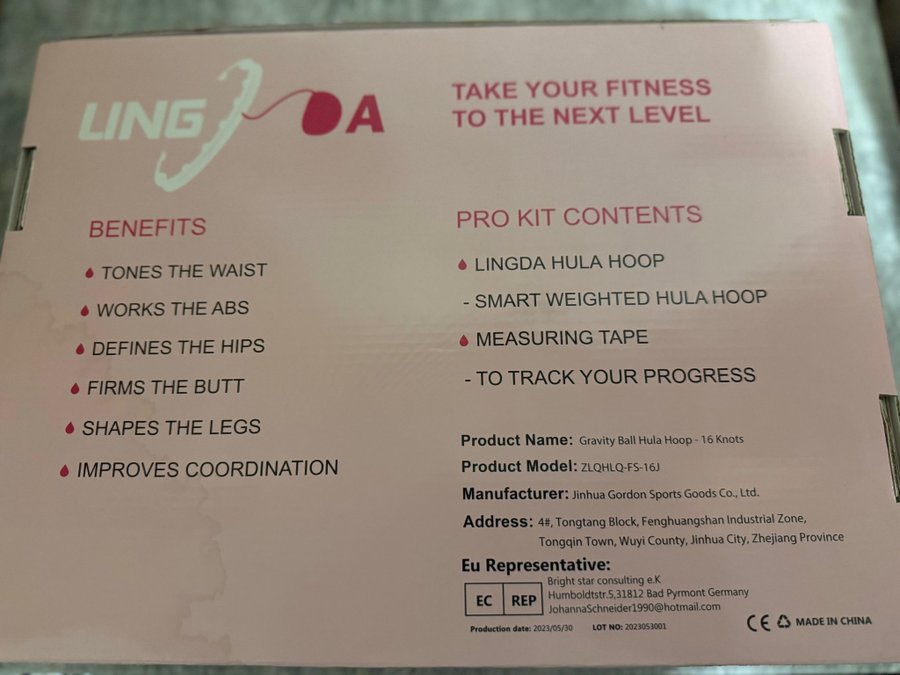 LING DA
TAKE YOUR FITNESS
TO THE NEXT LEVEL
BENEFITS
TONES THE WAIST
WORKS THE ABS
DEFINES THE HIPS
FIRMS THE BUTT
SHAPES THE LEGS
IMPROVES COORDINATION
PRO KIT CONTENTS
LINGDA HULA HOOP
- SMART WEIGHTED HULA HOOP
MEASURING TAPE
- TO TRACK YOUR PROGRESS
Product Name: Gravity Ball Hula Hoop - 16 Knots
Product Model: ZLQHLQ-FS-16J
Manufacturer: Jinhua Gordon Sports Goods Co., Ltd.
Address: 4#, Tongtang Block, Fenghuangshan Industrial Zone,
Tongqin Town, Wuyi County, Jinhua City, Zhejiang Province
Eu Representative:
EC REP
Bright star consulting e.K
Humboldtstr.5,31812 Bad Pyrmont Germany
JohannaSchneider1990@hotmail.com
Production date: 2023/05/30 LOT NO: 2023053001
CE MADE IN CHINA